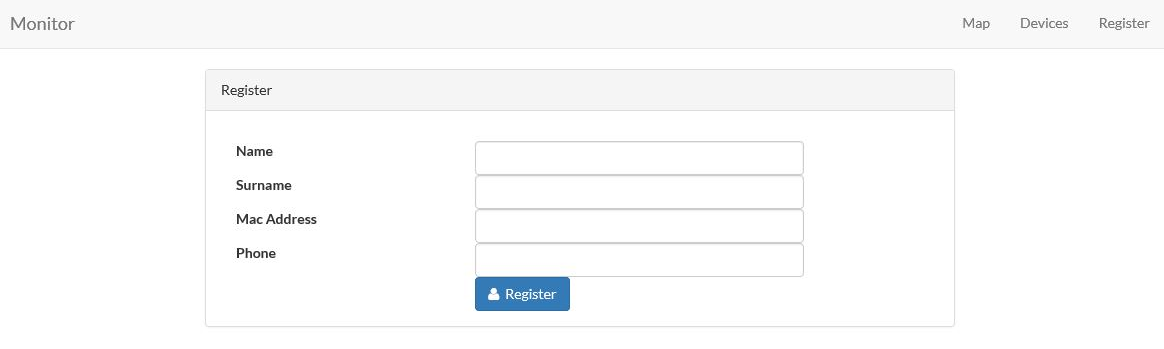 Monitor Map Devices Register
Register
Name
Surname
Mac Address
Phone
Register